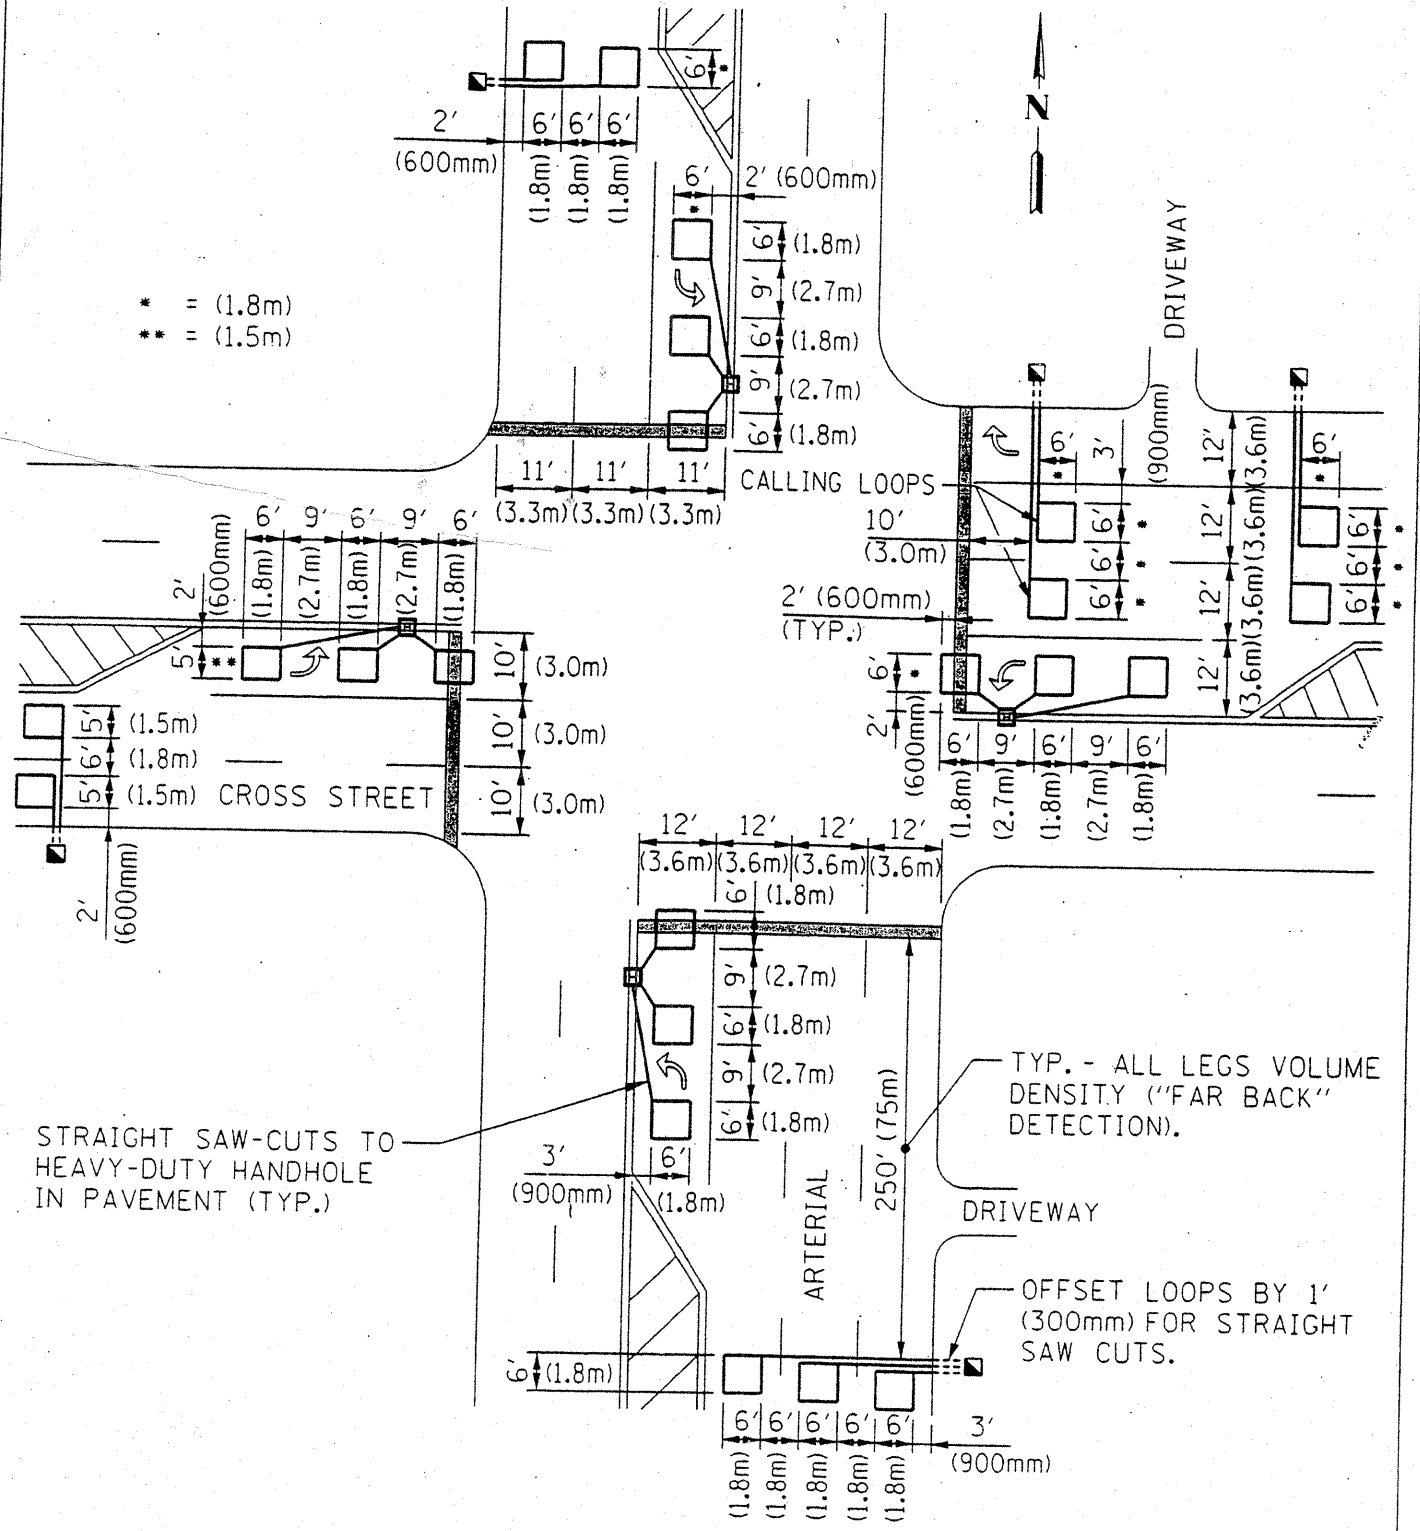 6' *
2'
(600mm)
6' 6' 6'
(1.8m) (1.8m) (1.8m)
N
6' *
2' (600mm)
6' (1.8m)
9' (2.7m)
6' (1.8m)
9' (2.7m)
6' (1.8m)
* = (1.8m)
** = (1.5m)
DRIVEWAY
11' 11' 11'
(3.3m) (3.3m) (3.3m)
CALLING LOOPS
10'
(3.0m)
6' *
3'
(900mm)
12"
(3.6m)
6' *
6' *
6' *
6' *
12'
(3.6m)
12'
(3.6m)
12'
(3.6m)
6' *
6' *
6' *
2' (600mm)
(TYP.)
6' *
2'
(600mm)
6' 9' 6' 9' 6'
(1.8m) (2.7m) (1.8m) (2.7m) (1.8m)
2'
(600mm)
6' 9' 6' 9' 6'
(1.8m) (2.7m) (1.8m) (2.7m) (1.8m)
5' **
10' (3.0m)
10' (3.0m)
10' (3.0m)
5' (1.5m)
6' (1.8m)
5' (1.5m)
CROSS STREET
2'
(600mm)
12' 12' 12' 12'
(3.6m) (3.6m) (3.6m) (3.6m)
6' (1.8m)
9' (2.7m)
6' (1.8m)
9' (2.7m)
6' (1.8m)
3'
(900mm)
6'
(1.8m)
STRAIGHT SAW-CUTS TO
HEAVY-DUTY HANDHOLE
IN PAVEMENT (TYP.)
ARTERIAL
250' (75m)
TYP. - ALL LEGS VOLUME
DENSITY ("FAR BACK"
DETECTION).
DRIVEWAY
OFFSET LOOPS BY 1'
(300mm) FOR STRAIGHT
SAW CUTS.
6' (1.8m)
6' 6' 6' 6' 6'
(1.8m) (1.8m) (1.8m) (1.8m) (1.8m)
3'
(900mm)